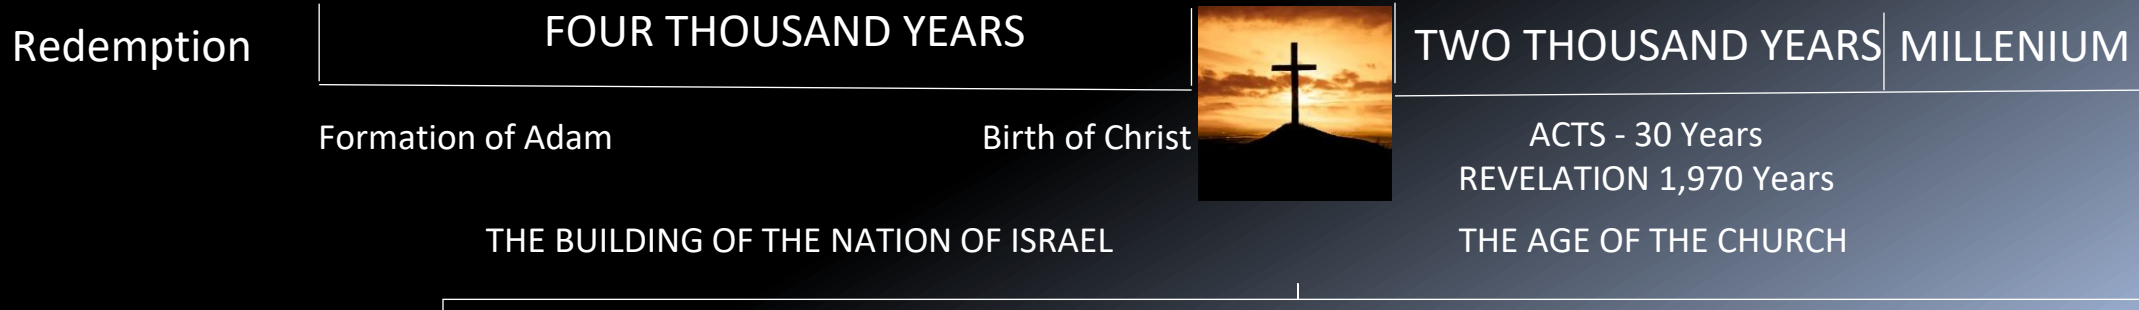 Redemption
FOUR THOUSAND YEARS
TWO THOUSAND YEARS
MILLENIUM
Formation of Adam
Birth of Christ
ACTS - 30 Years
REVELATION 1,970 Years
THE BUILDING OF THE NATION OF ISRAEL
THE AGE OF THE CHURCH